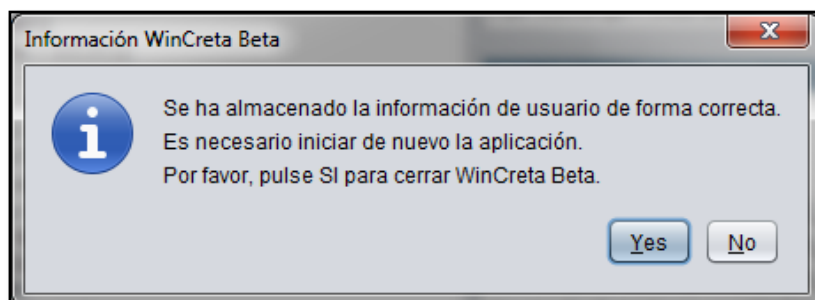 Información WinCreta Beta
Se ha almacenado la información de usuario de forma correcta.
Es necesario iniciar de nuevo la aplicación.
Por favor, pulse SI para cerrar WinCreta Beta.
Yes No